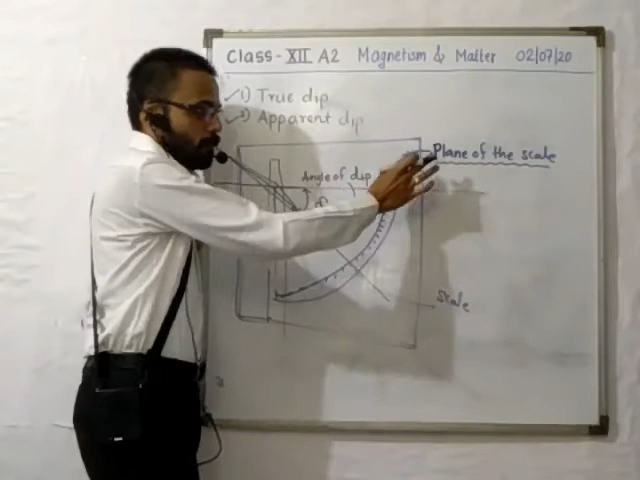 Class - XII A2 Magnetism & Matter 02/07/20
1) True dip
2) Apparent dip
Plane of the scale
Angle of dip
Scale